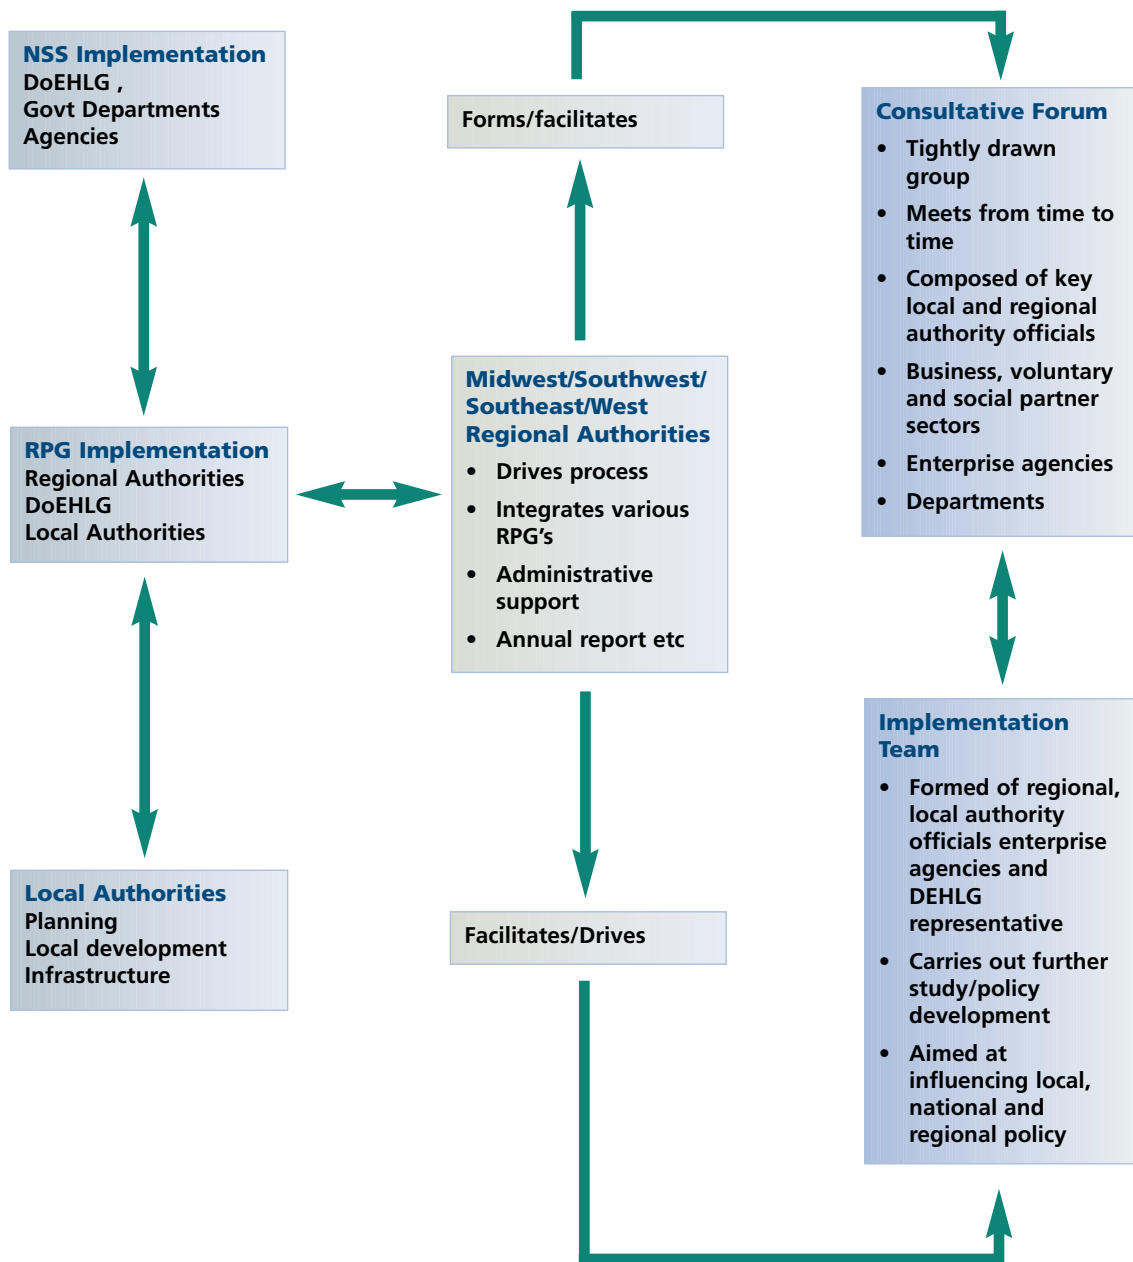 NSS Implementation
DoEHLG ,
Govt Departments
Agencies
RPG Implementation
Regional Authorities
DoEHLG
Local Authorities
Local Authorities
Planning
Local development
Infrastructure
Forms/facilitates
Midwest/Southwest/
Southeast/West
Regional Authorities
• Drives process
• Integrates various
RPG's
• Administrative
support
• Annual report etc
Facilitates/Drives
Consultative Forum
• Tightly drawn
group
• Meets from time to
time
• Composed of key
local and regional
authority officials
• Business, voluntary
and social partner
sectors
• Enterprise agencies
• Departments
Implementation
Team
• Formed of regional,
local authority
officials enterprise
agencies and
DEHLG
representative
• Carries out further
study/policy
development
• Aimed at
influencing local,
national and
regional policy